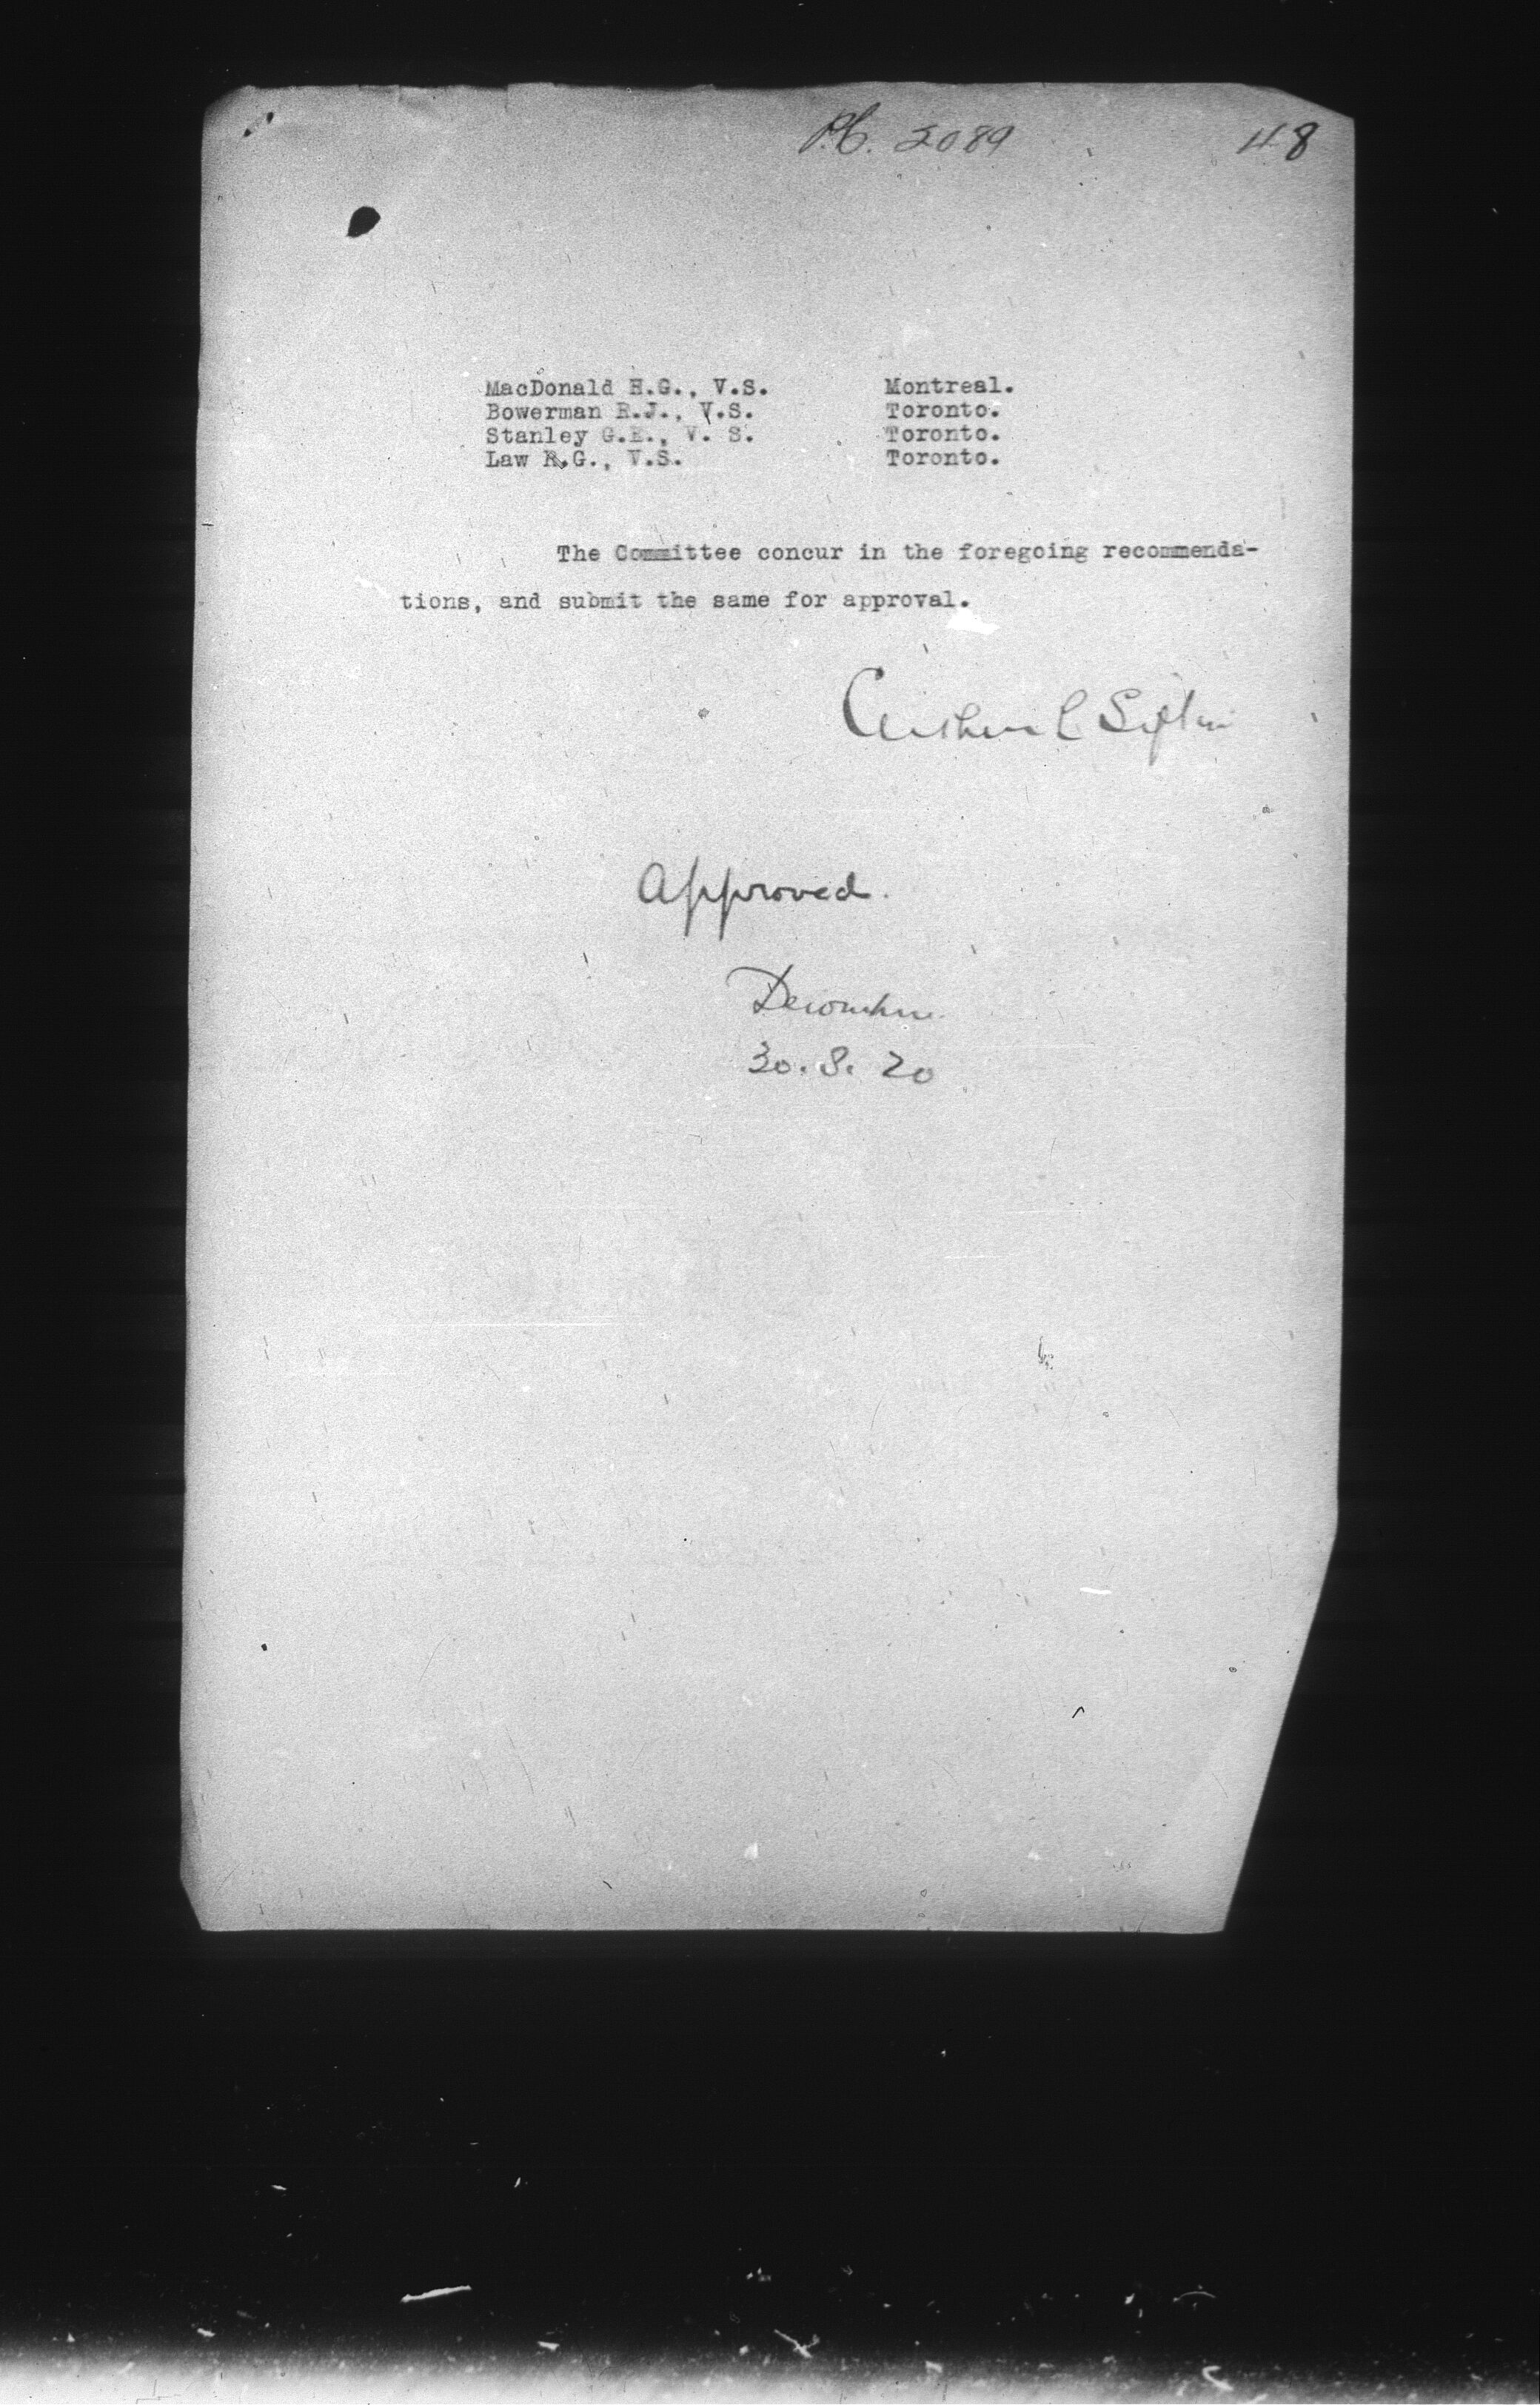 P.C. 2089 48
MacDonald H.G., V.S. Montreal.
Bowerman R.J., V.S. Toronto.
Stanley G.E., V. S. Toronto.
Law R.G., V.S. Toronto.
The Committee concur in the foregoing recommenda-
tions, and submit the same for approval.
Arthur L Sifton
Approved.
Devonshire
30.8.20